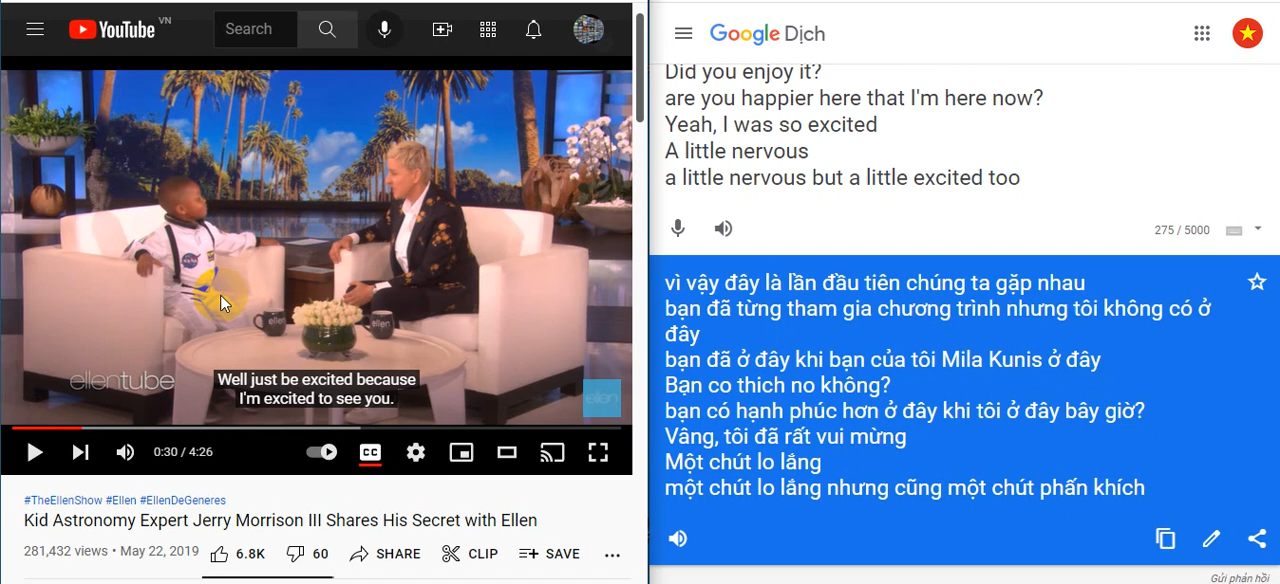 YouTube VN
Search
ellentube
ellen
ellen
ellen
Well just be excited because
I'm excited to see you.
0:30 / 4:26
CC
#TheEllenShow #Ellen #EllenDeGeneres
Kid Astronomy Expert Jerry Morrison III Shares His Secret with Ellen
281,432 views • May 22, 2019
6.8K
60
SHARE
CLIP
SAVE
Google Dịch
Did you enjoy it?
are you happier here that I'm here now?
Yeah, I was so excited
A little nervous
a little nervous but a little excited too
275 / 5000
vì vậy đây là lần đầu tiên chúng ta gặp nhau
bạn đã từng tham gia chương trình nhưng tôi không có ở
đây
bạn đã ở đây khi bạn của tôi Mila Kunis ở đây
Bạn co thich no không?
bạn có hạnh phúc hơn ở đây khi tôi ở đây bây giờ?
Vâng, tôi đã rất vui mừng
Một chút lo lắng
một chút lo lắng nhưng cũng một chút phấn khích
Gửi phản hồi